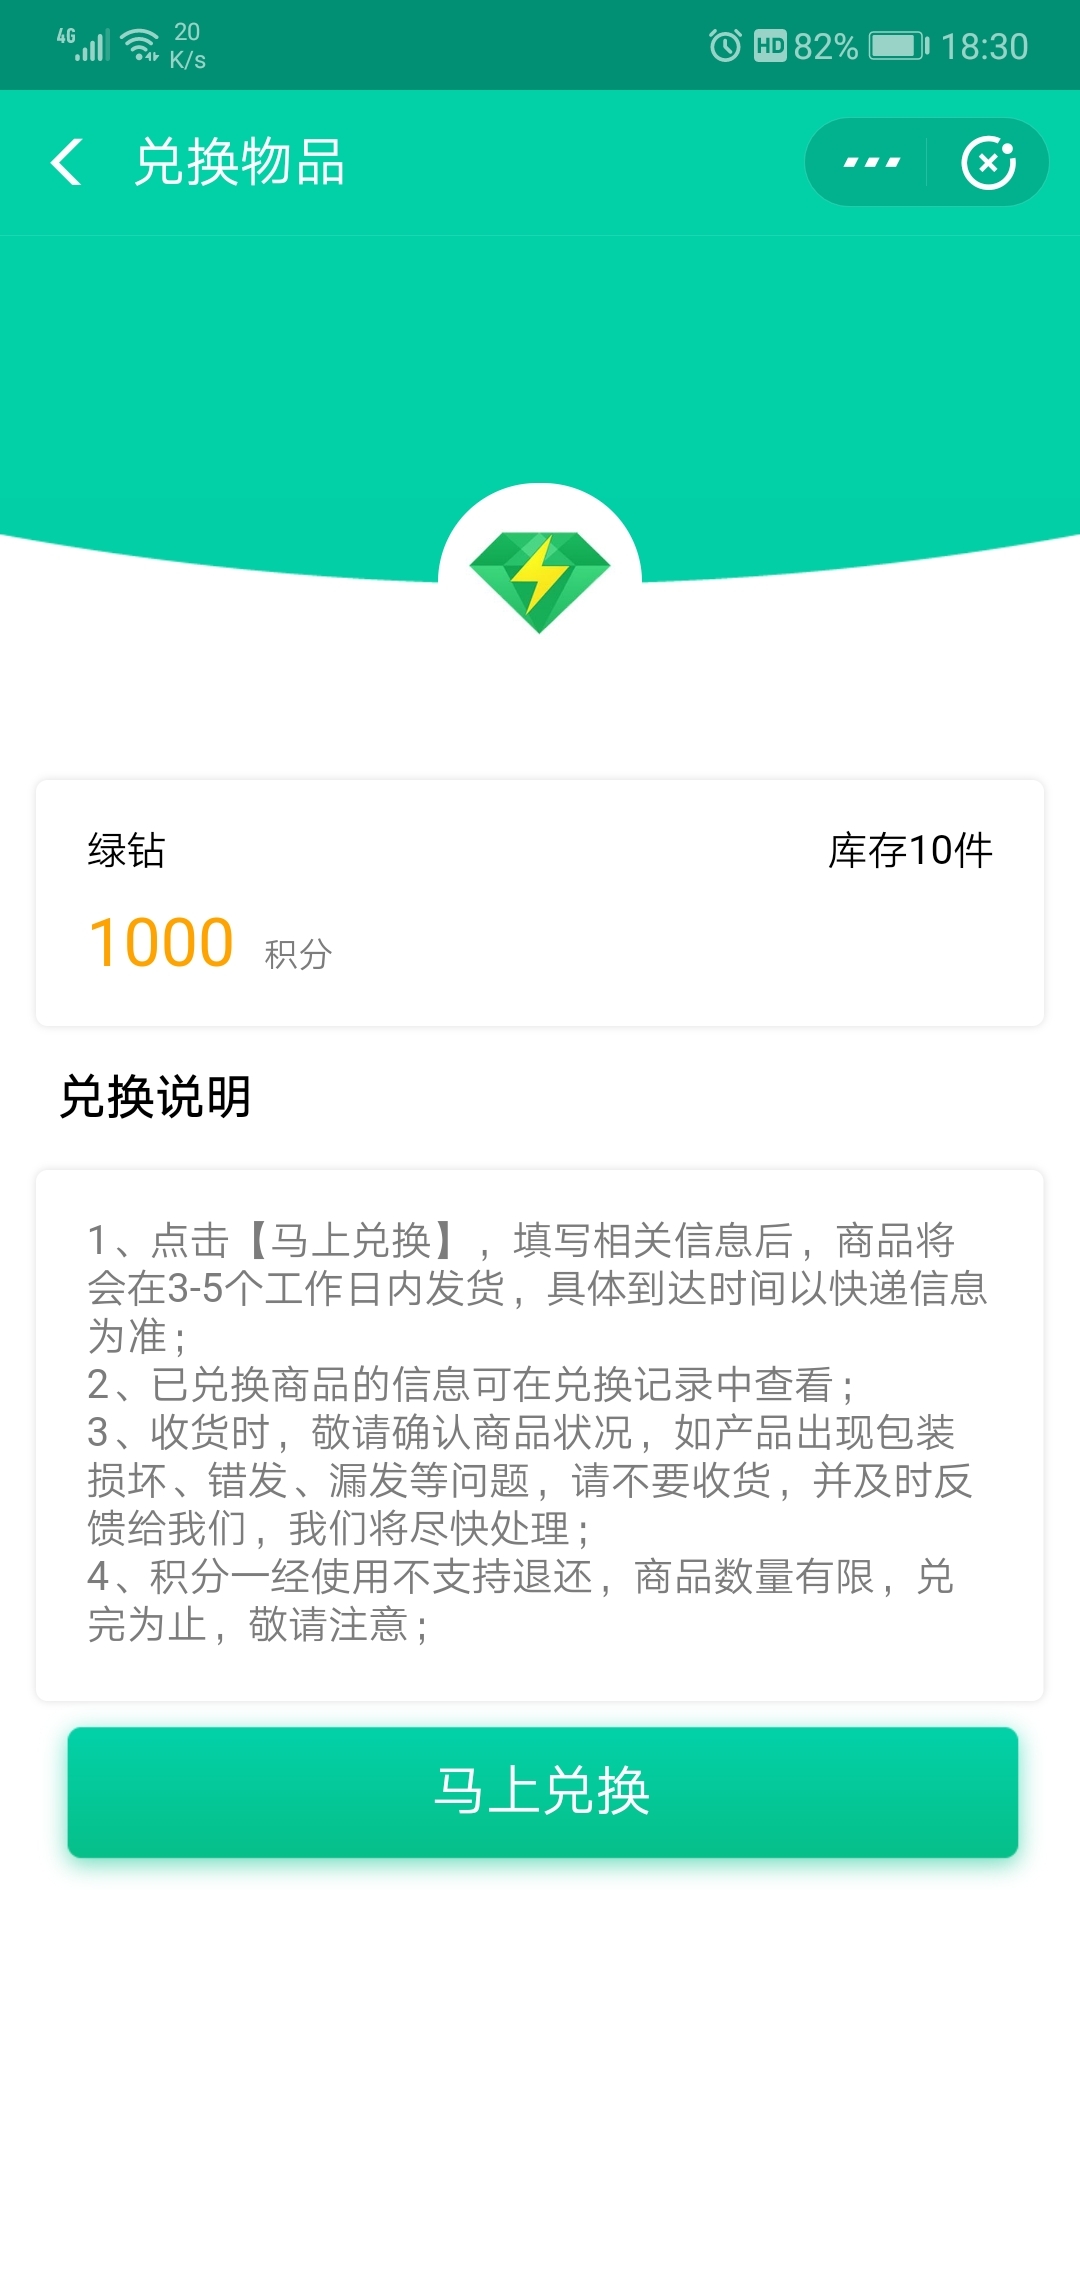 4G
20
K/s
HD
82%
18:30
兑换物品
绿钻
库存10件
1000 积分
兑换说明
1、点击【马上兑换】，填写相关信息后，商品将
会在3-5个工作日内发货，具体到达时间以快递信息
为准；
2、已兑换商品的信息可在兑换记录中查看；
3、收货时，敬请确认商品状况，如产品出现包装
损坏、错发、漏发等问题，请不要收货，并及时反
馈给我们，我们将尽快处理；
4、积分一经使用不支持退还，商品数量有限，兑
完为止，敬请注意；
马上兑换